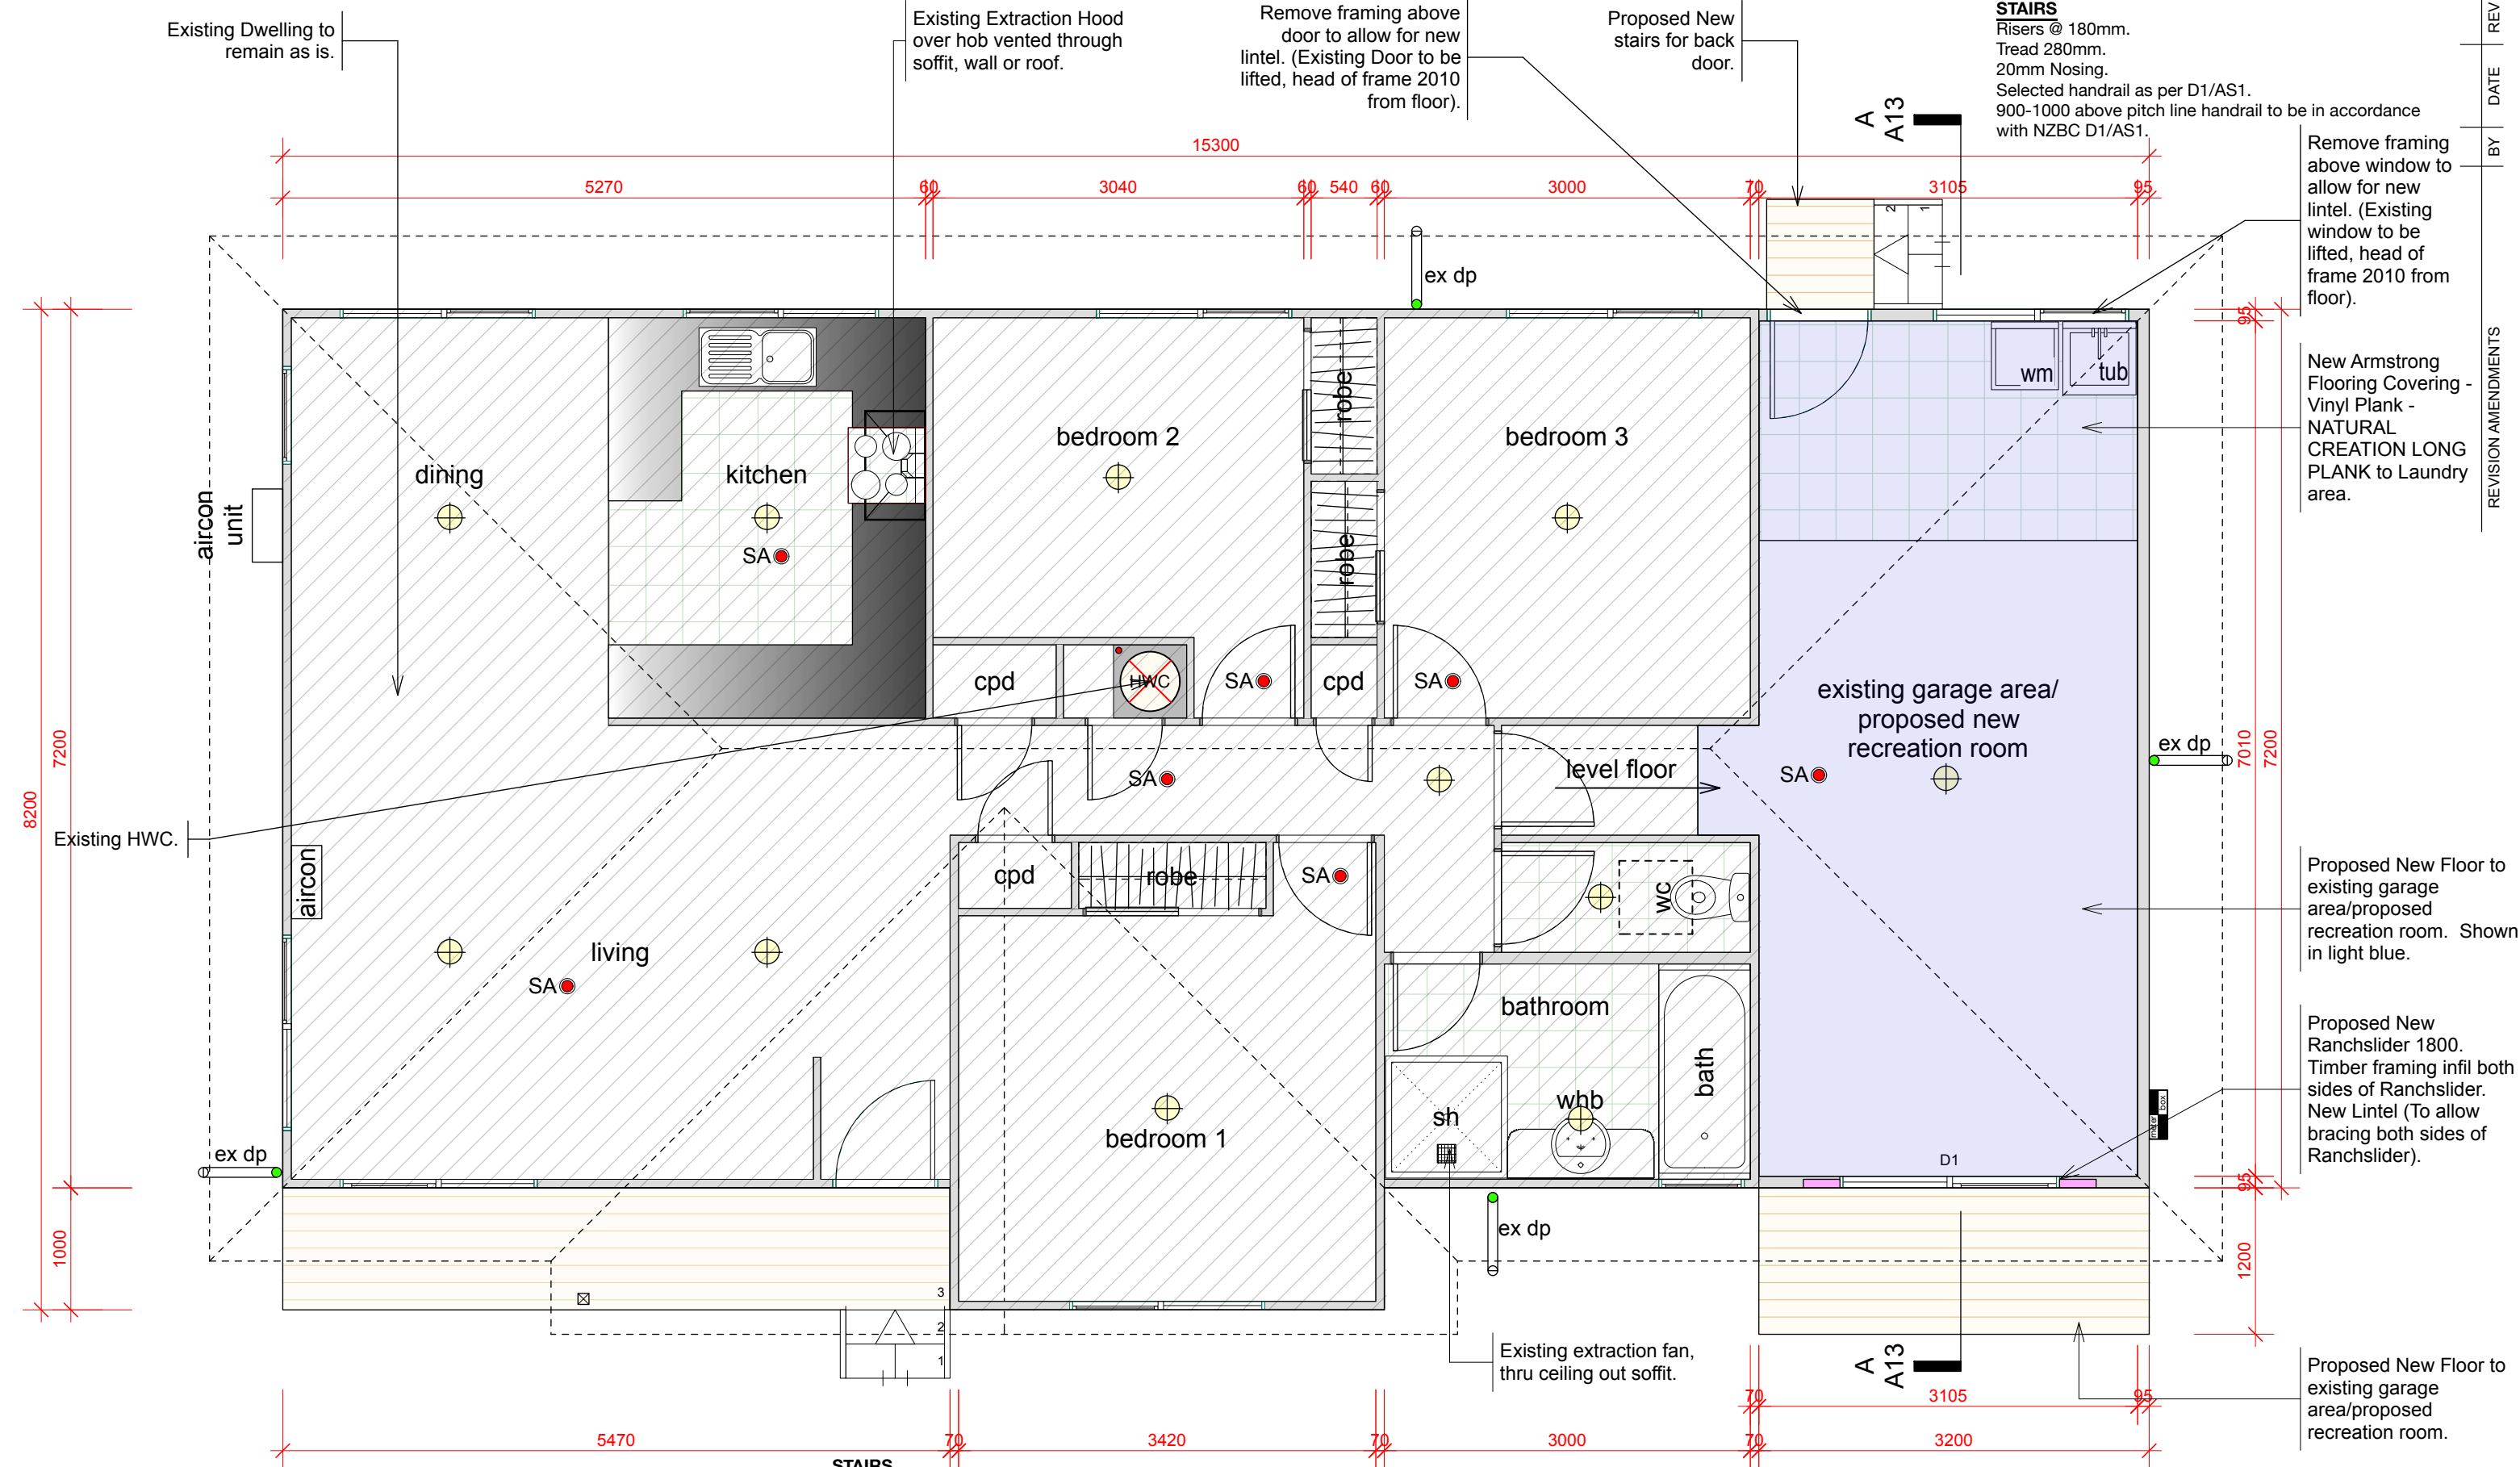 Existing Dwelling to
remain as is.
Existing Extraction Hood
over hob vented through
soffit, wall or roof.
Remove framing above
door to allow for new
lintel. (Existing Door to be
lifted, head of frame 2010
from floor).
Proposed New
stairs for back
door.
STAIRS
Risers @ 180mm.
Tread 280mm.
20mm Nosing.
Selected handrail as per D1/AS1.
900-1000 above pitch line handrail to be in accordance
with NZBC D1/AS1.
REV
DATE
BY
REVISION AMENDMENTS
A
A13
15300
5270
60
3040
60
540
60
3000
70
3105
95
Remove framing
above window to
allow for new
lintel. (Existing
window to be
lifted, head of
frame 2010 from
floor).
2
1
ex dp
95
wm
tub
New Armstrong
Flooring Covering -
Vinyl Plank -
NATURAL
CREATION LONG
PLANK to Laundry
area.
robe
bedroom 2
bedroom 3
dining
kitchen
aircon
unit
SA
robe
cpd
HWC
SA
cpd
SA
existing garage area/
proposed new
recreation room
7200
8200
level floor
SA
SA
ex dp
7010
7200
Existing HWC.
aircon
cpd
robe
SA
wc
Proposed New Floor to
existing garage
area/proposed
recreation room.  Shown
in light blue.
living
SA
bathroom
bath
sh
whb
bedroom 1
meter
box
Proposed New
Ranchslider 1800.
Timber framing infil both
sides of Ranchslider.
New Lintel (To allow
bracing both sides of
Ranchslider).
ex dp
D1
95
ex dp
1000
1200
3
2
1
Existing extraction fan,
thru ceiling out soffit.
A
A13
Proposed New Floor to
existing garage
area/proposed
recreation room.
70
3105
95
5470
70
3420
70
3000
70
3200
STAIRS